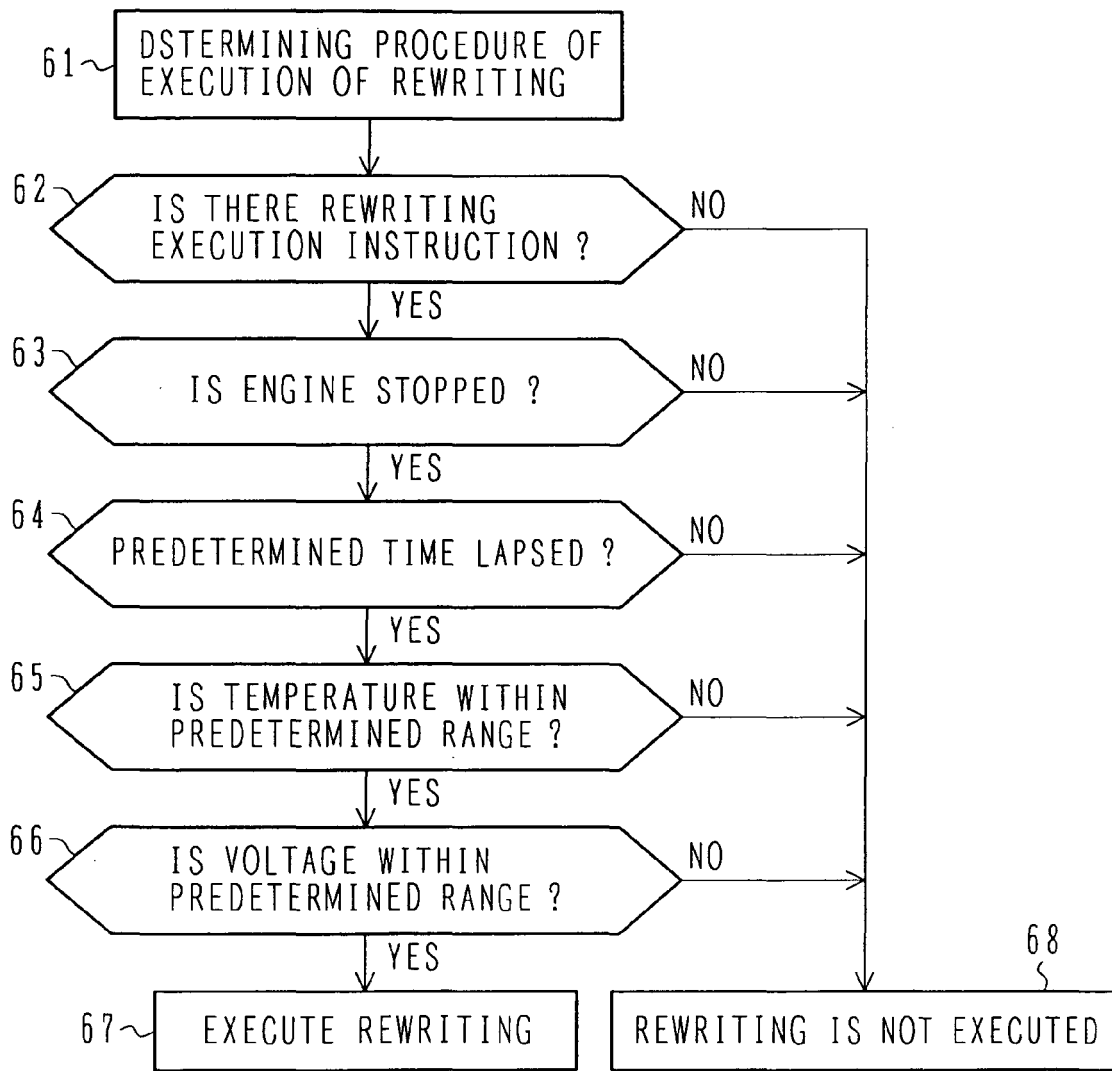 61
DSTERMINING PROCEDURE OF
EXECUTION OF REWRITING
62
IS THERE REWRITING
EXECUTION INSTRUCTION ?
NO
YES
63
IS ENGINE STOPPED ?
NO
YES
64
PREDETERMINED TIME LAPSED ?
NO
YES
65
IS TEMPERATURE WITHIN
PREDETERMINED RANGE ?
NO
YES
66
IS VOLTAGE WITHIN
PREDETERMINED RANGE ?
NO
YES
67
EXECUTE REWRITING
68
REWRITING IS NOT EXECUTED